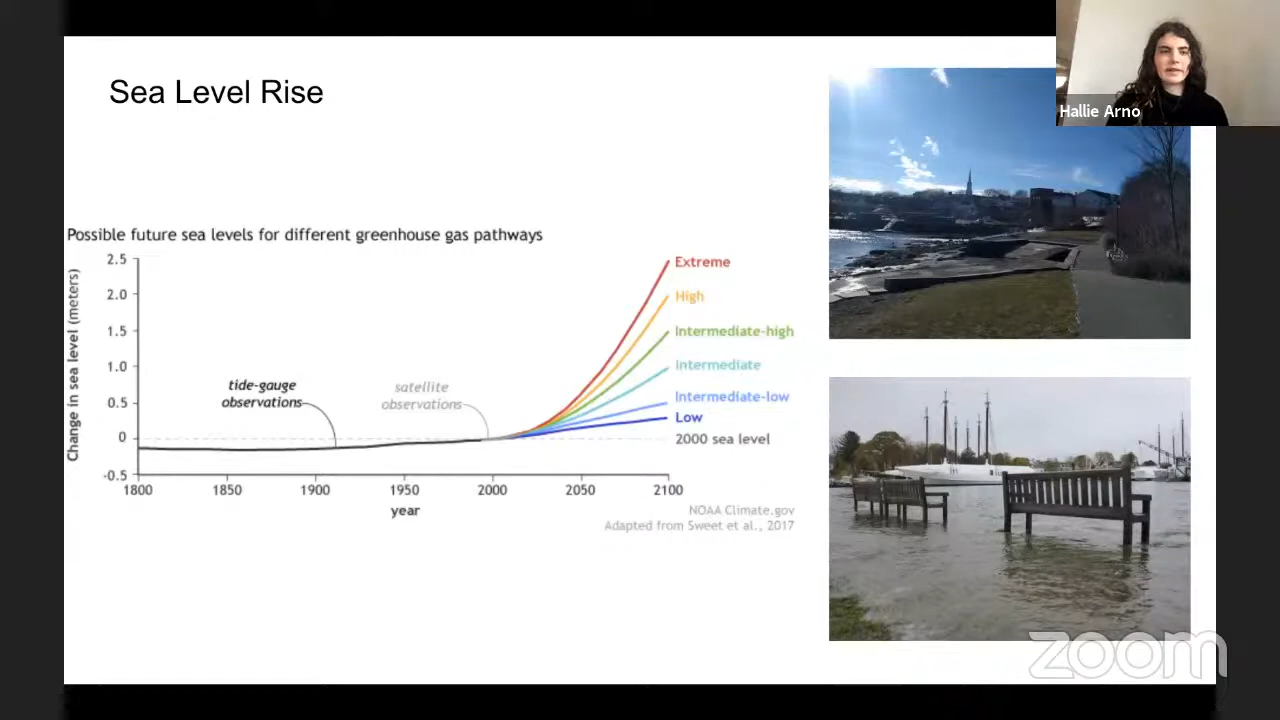 Sea Level Rise
Hallie Arno
Possible future sea levels for different greenhouse gas pathways
Change in sea level (meters)
2.5
2.0
1.5
1.0
0.5
0
-0.5
tide-gauge
observations
satellite
observations
Extreme
High
Intermediate-high
Intermediate
Intermediate-low
Low
2000 sea level
1800
1850
1900
1950
2000
2050
2100
year
NOAA Climate.gov
Adapted from Sweet et al., 2017
zoom